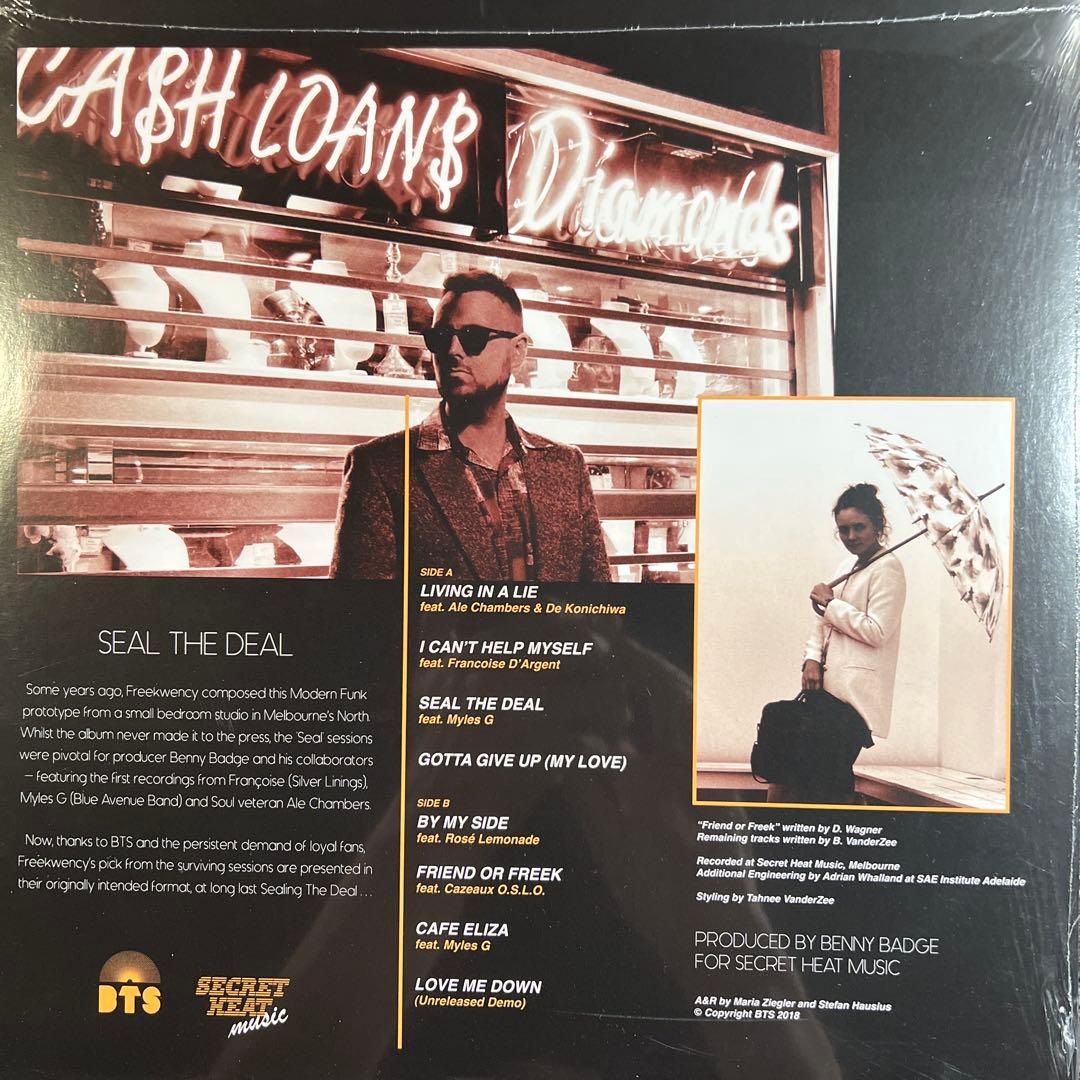 CA$H LOAN$
Diamonds
SEAL THE DEAL
Some years ago, Freekwency composed this Modern Funk
prototype from a small bedroom studio in Melbourne's North.
Whilst the album never made it to the press, the 'Seal' sessions
were pivotal for producer Benny Badge and his collaborators
– featuring the first recordings from Françoise (Silver Linings),
Myles G (Blue Avenue Band) and Soul veteran Ale Chambers.
Now, thanks to BTS and the persistent demand of loyal fans,
Freekwency's pick from the surviving sessions are presented in
their originally intended format, at long last Sealing The Deal ...
BTS
SECRET
HEAT
music
SIDE A
LIVING IN A LIE
feat. Ale Chambers & De Konichiwa
I CAN'T HELP MYSELF
feat. Francoise D'Argent
SEAL THE DEAL
feat. Myles G
GOTTA GIVE UP (MY LOVE)
SIDE B
BY MY SIDE
feat. Rosé Lemonade
FRIEND OR FREEK
feat. Cazeaux O.S.L.O.
CAFE ELIZA
feat. Myles G
LOVE ME DOWN
(Unreleased Demo)
"Friend or Freek" written by D. Wagner
Remaining tracks written by B. VanderZee
Recorded at Secret Heat Music, Melbourne
Additional Engineering by Adrian Whalland at SAE Institute Adelaide
Styling by Tahnee VanderZee
PRODUCED BY BENNY BADGE
FOR SECRET HEAT MUSIC
A&R by Maria Ziegler and Stefan Hausius
© Copyright BTS 2018